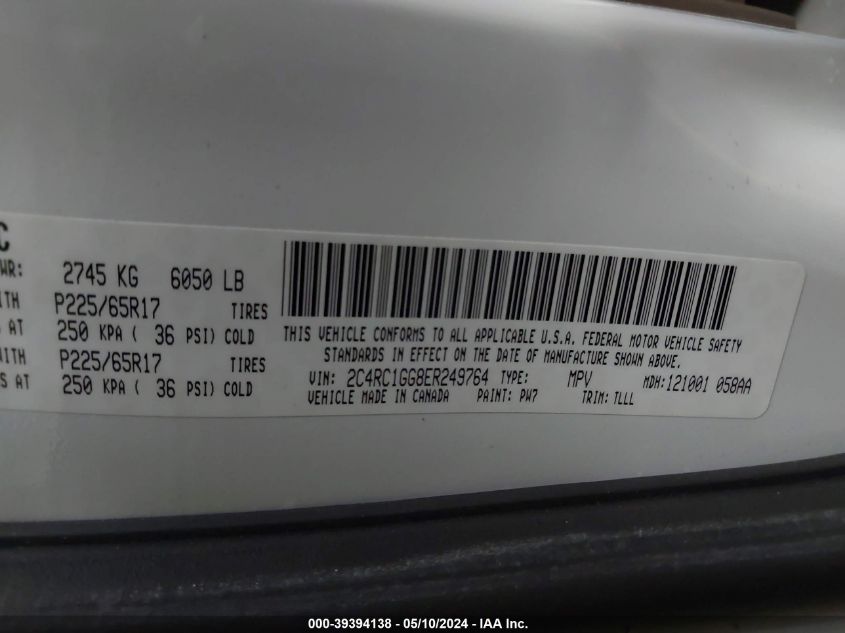 C
WR: 2745 KG 6050 LB
ITH P225/65R17 TIRES
S AT 250 KPA ( 36 PSI) COLD
WITH P225/65R17 TIRES
S AT 250 KPA ( 36 PSI) COLD
THIS VEHICLE CONFORMS TO ALL APPLICABLE U.S.A. FEDERAL MOTOR VEHICLE SAFETY
STANDARDS IN EFFECT ON THE DATE OF MANUFACTURE SHOWN ABOVE.
VIN: 2C4RC1GG8ER249764 TYPE: MPV MDH:121001 058AA
VEHICLE MADE IN CANADA PAINT: PW7 TRIM: TLLL
000-39394138 - 05/10/2024 - IAA Inc.